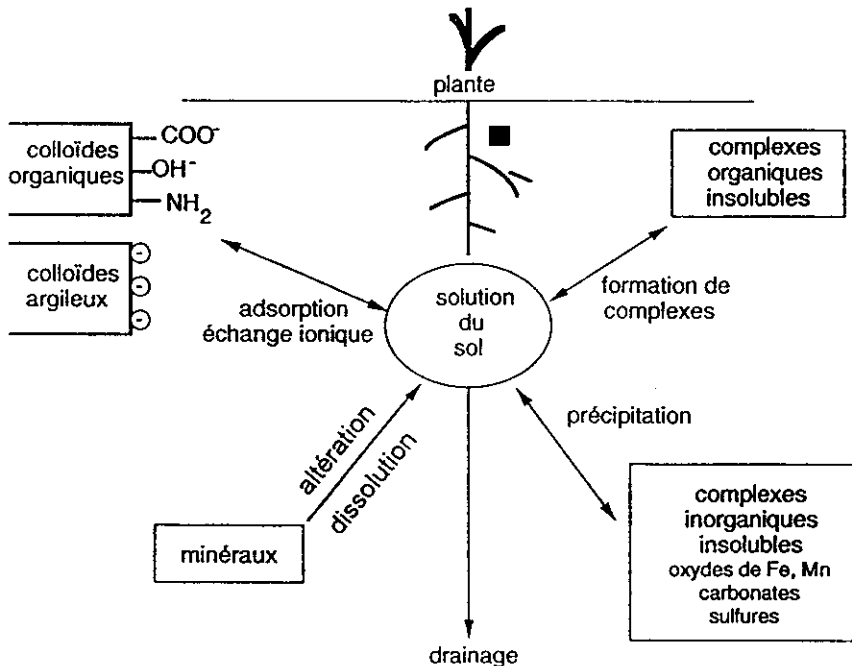 plante
colloïdes
organiques
COO⁻
OH⁻
NH₂
colloïdes
argileux
adsorption
échange ionique
solution
du
sol
complexes
organiques
insolubles
formation de
complexes
altération
dissolution
minéraux
précipitation
complexes
inorganiques
insolubles
oxydes de Fe, Mn
carbonates
sulfures
drainage